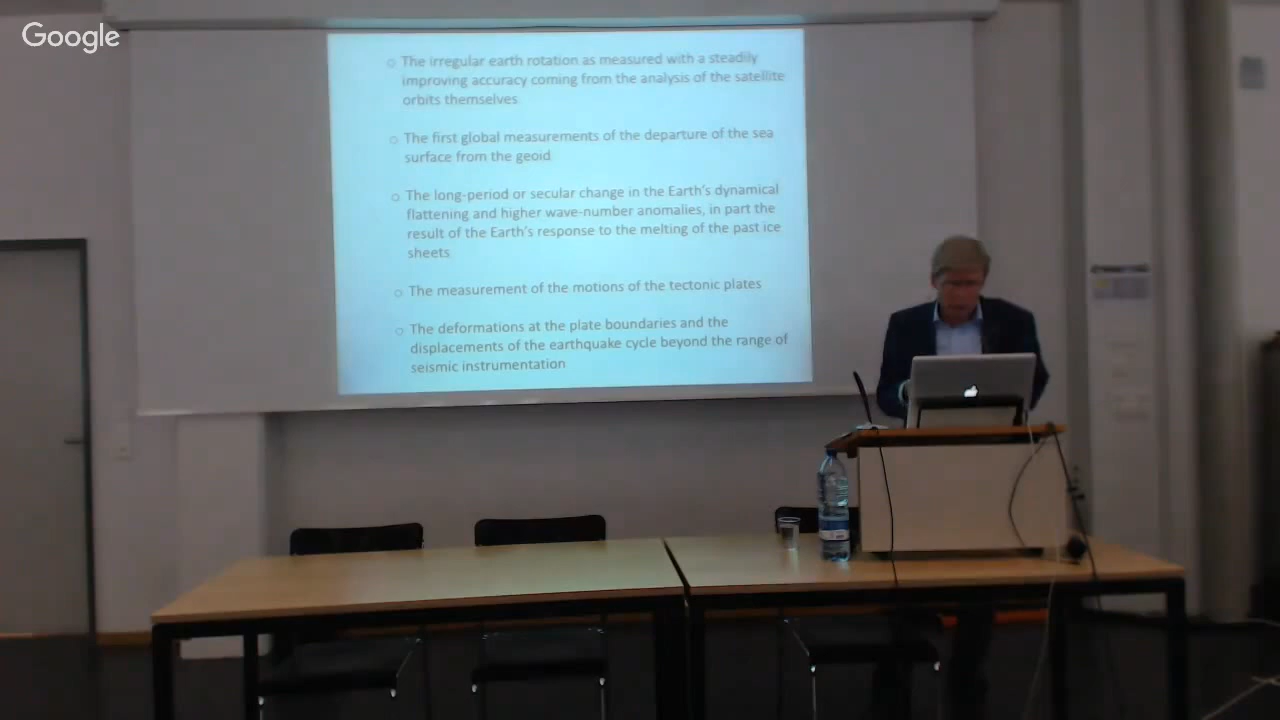 Google
○ The irregular earth rotation as measured with a steadily
improving accuracy coming from the analysis of the satellite
orbits themselves
○ The first global measurements of the departure of the sea
surface from the geoid
○ The long-period or secular change in the Earth's dynamical
flattening and higher wave-number anomalies, in part the
result of the Earth's response to the melting of the past ice
sheets
○ The measurement of the motions of the tectonic plates
○ The deformations at the plate boundaries and the
displacements of the earthquake cycle beyond the range of
seismic instrumentation